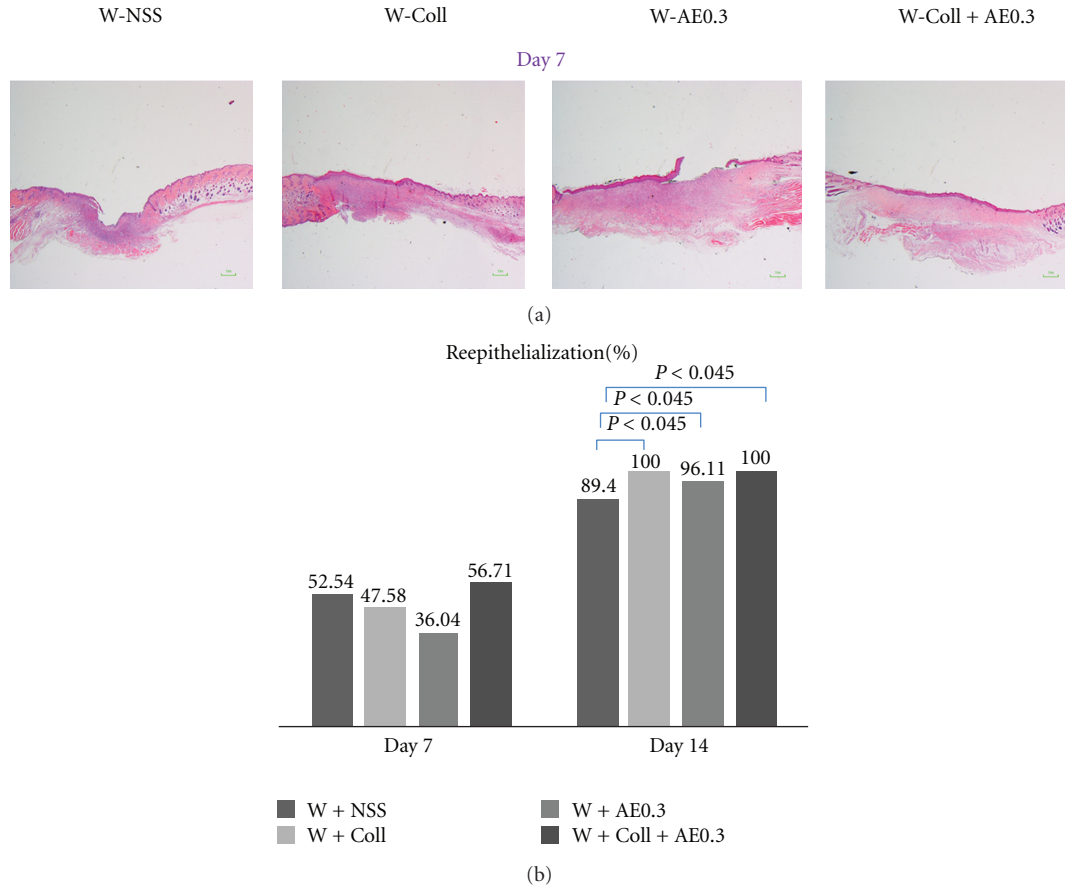 W-NSS W-Coll W-AE0.3 W-Coll + AE0.3
Day 7
(a)
Reepithelialization(%)
P < 0.045
P < 0.045
P < 0.045
89.4 100 96.11 100
52.54 47.58 36.04 56.71
Day 7 Day 14
W + NSS W + AE0.3
W + Coll W + Coll + AE0.3
(b)